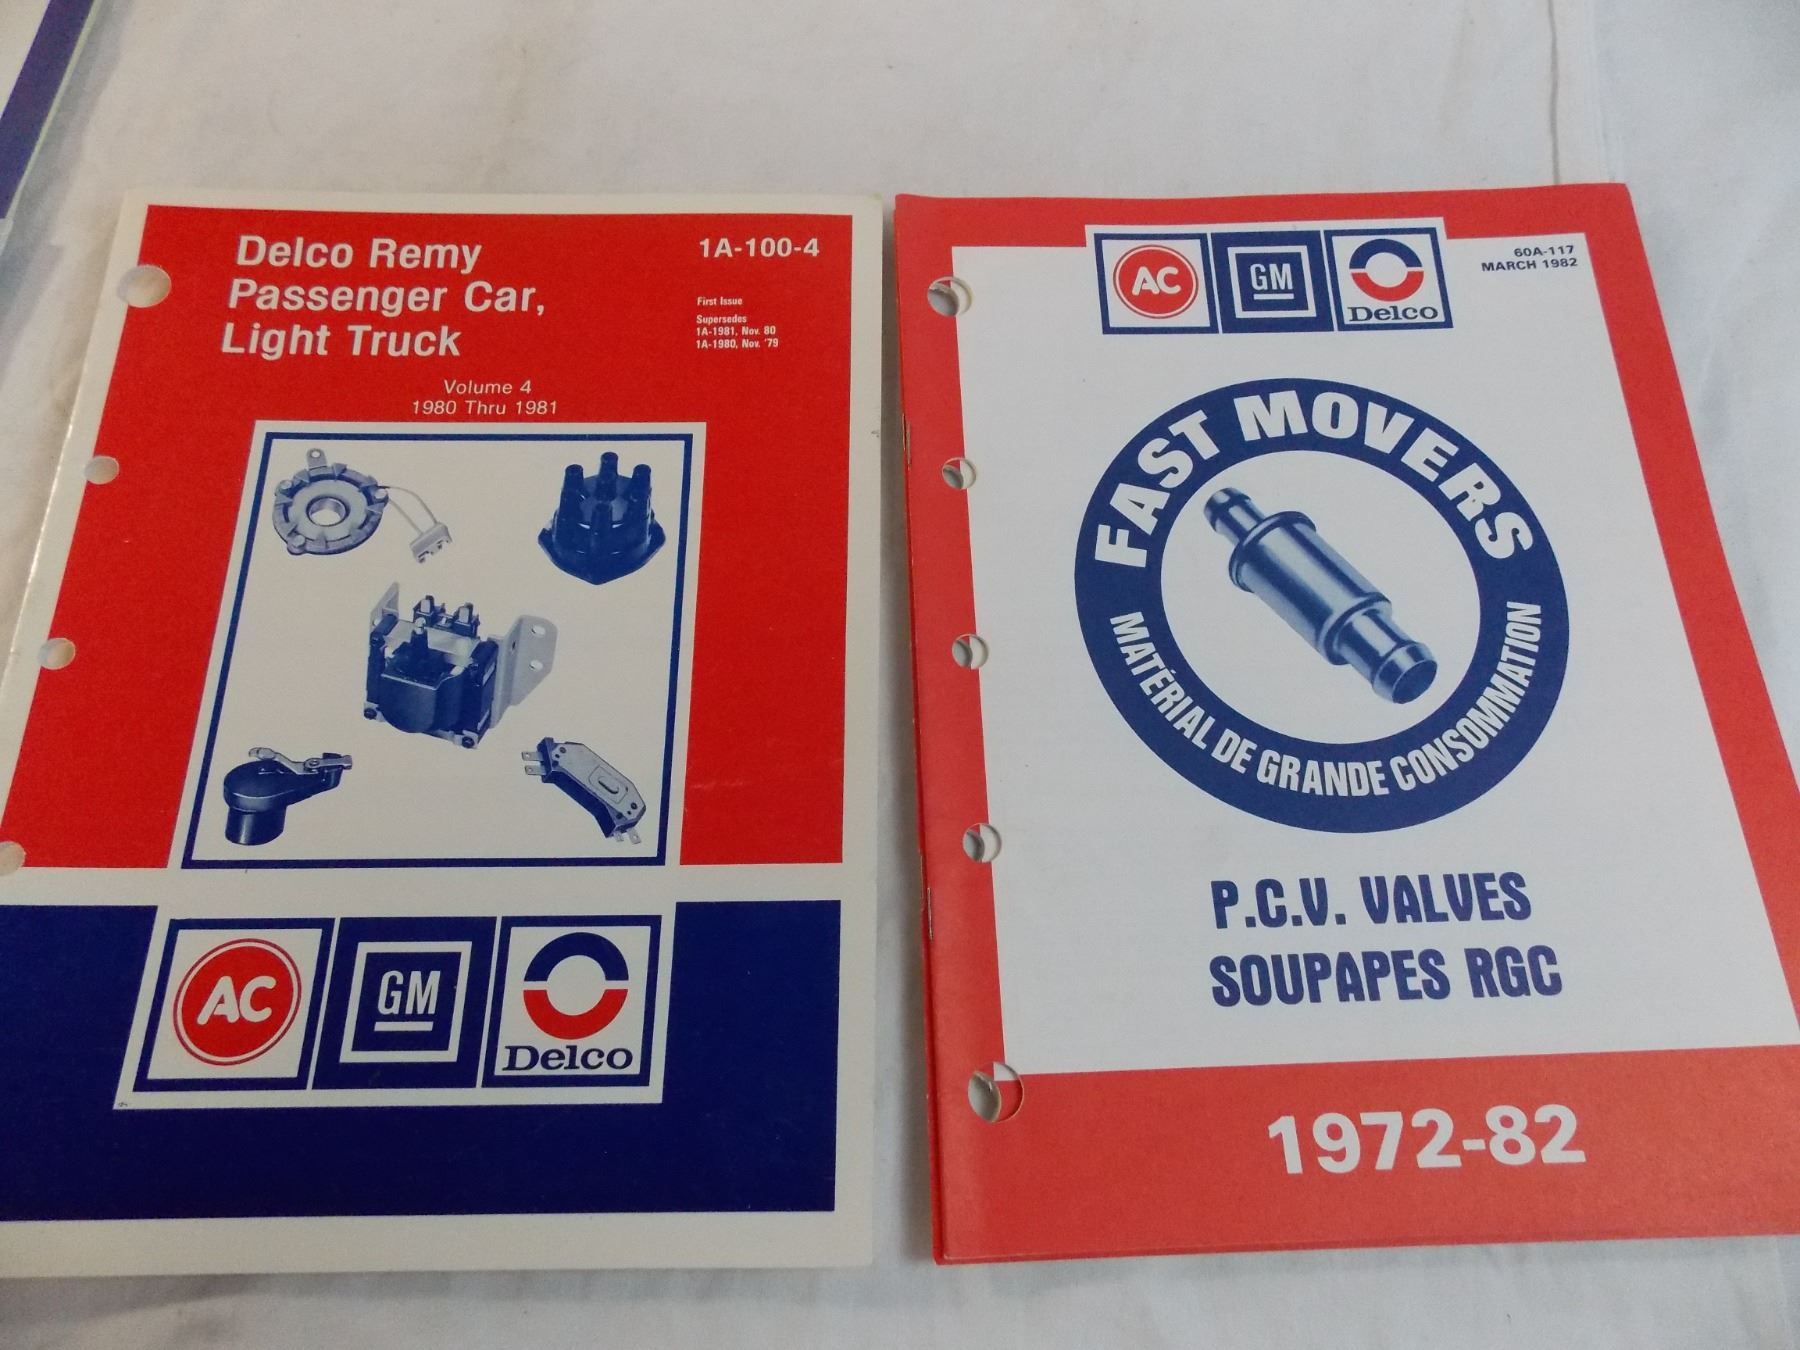 Delco Remy
Passenger Car,
Light Truck
1A-100-4
First Issue
Supersedes
1A-1981, Nov. 80
1A-1980, Nov. '79
Volume 4
1980 Thru 1981
AC
GM
Delco
AC
GM
Delco
60A-117
MARCH 1982
FAST MOVERS
MATÉRIAL DE GRANDE CONSOMMATION
P.C.V. VALVES
SOUPAPES RGC
1972-82